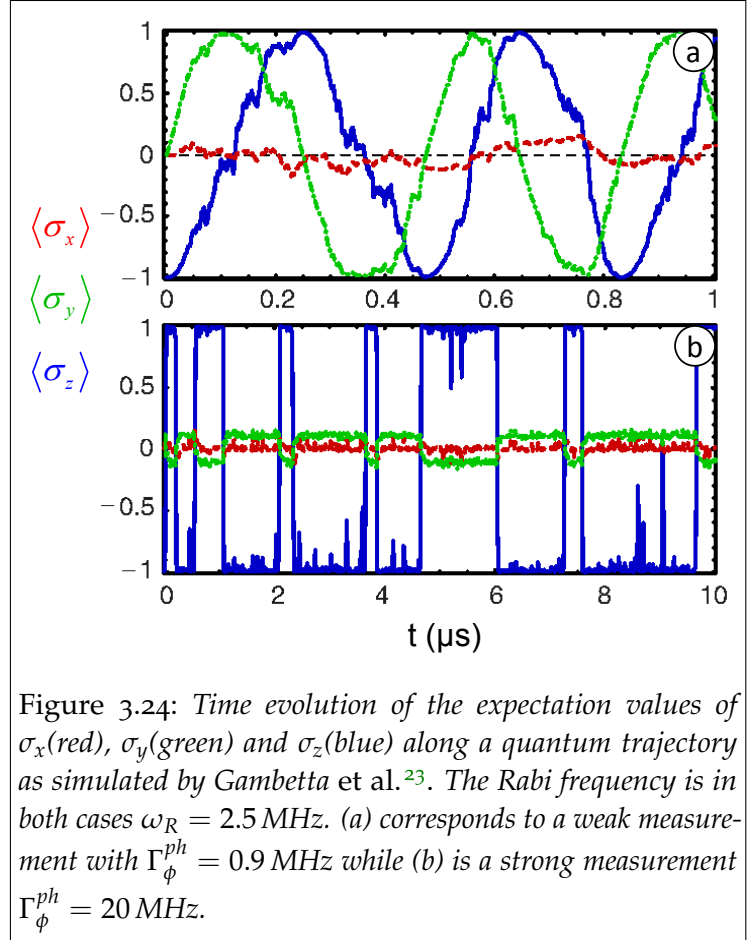 a
1
0.5
0
−0.5
−1
0 0.2 0.4 0.6 0.8 1
⟨σx⟩
⟨σy⟩
⟨σz⟩
b
1
0.5
0
−0.5
−1
0 2 4 6 8 10
t (µs)
Figure 3.24: Time evolution of the expectation values of
σx(red), σy(green) and σz(blue) along a quantum trajectory
as simulated by Gambetta et al.²³. The Rabi frequency is in
both cases ωR = 2.5 MHz. (a) corresponds to a weak measure-
ment with Γϕ^ph = 0.9 MHz while (b) is a strong measurement
Γϕ^ph = 20 MHz.